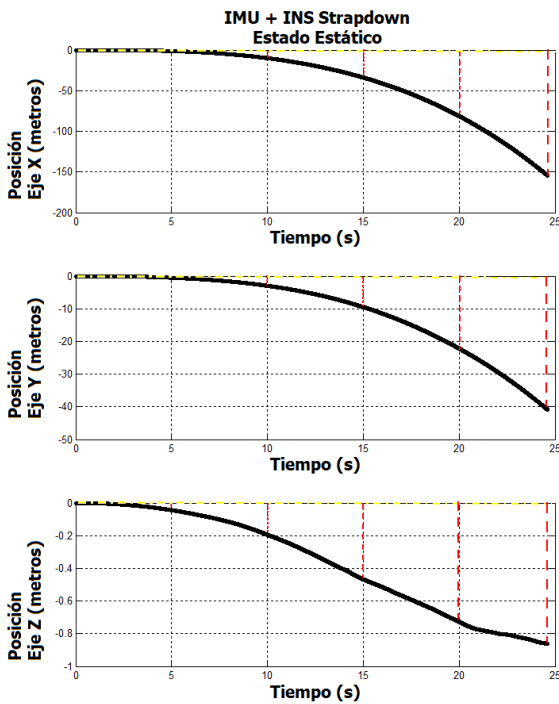 IMU + INS Strapdown
Estado Estático
Posición
Eje X (metros)
0
-50
-100
-150
-200
0 5 10 15 20 25
Tiempo (s)
Posición
Eje Y (metros)
0
-10
-20
-30
-40
-50
0 5 10 15 20 25
Tiempo (s)
Posición
Eje Z (metros)
0
-0.2
-0.4
-0.6
-0.8
-1
0 5 10 15 20 25
Tiempo (s)